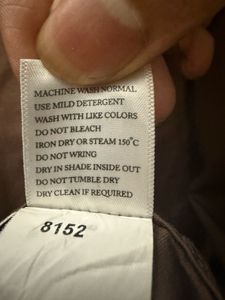 MACHINE WASH NORMAL
USE MILD DETERGENT
WASH WITH LIKE COLORS
DO NOT BLEACH
IRON DRY OR STEAM 150°C
DO NOT WRING
DRY IN SHADE INSIDE OUT
DO NOT TUMBLE DRY
DRY CLEAN IF REQUIRED
8152